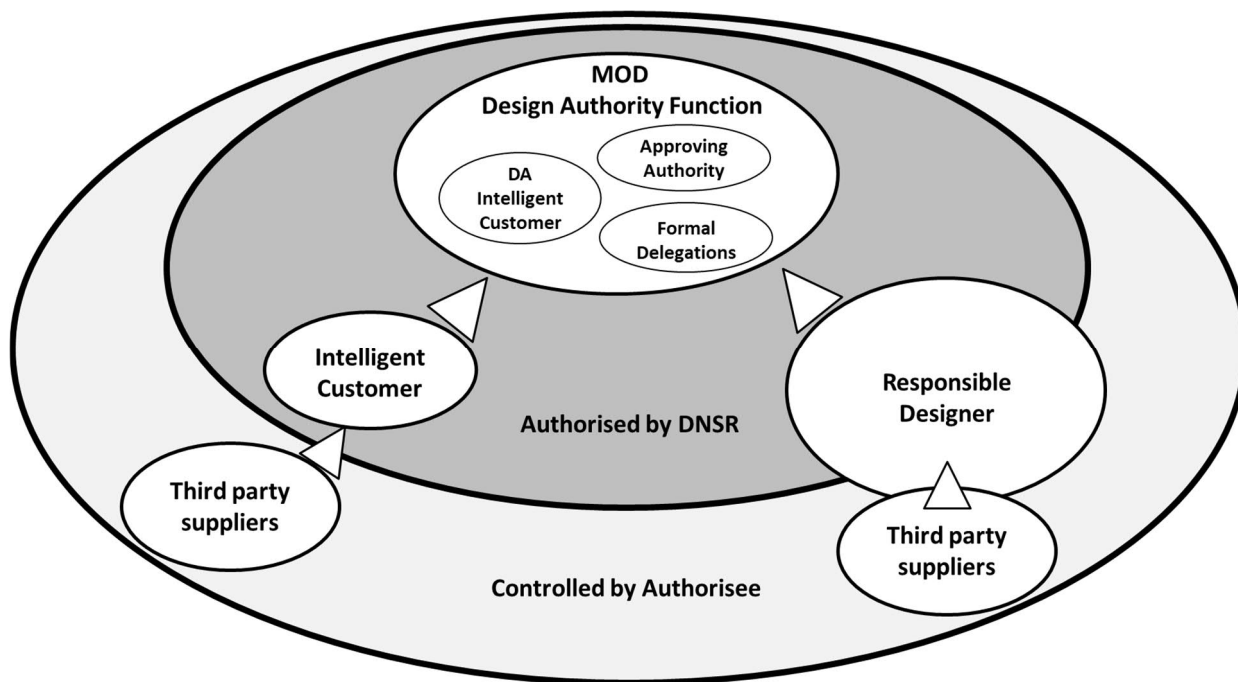 MOD
Design Authority Function
Approving
Authority
DA
Intelligent
Customer
Formal
Delegations
Intelligent
Customer
Responsible
Designer
Authorised by DNSR
Third party
suppliers
Third party
suppliers
Controlled by Authorisee